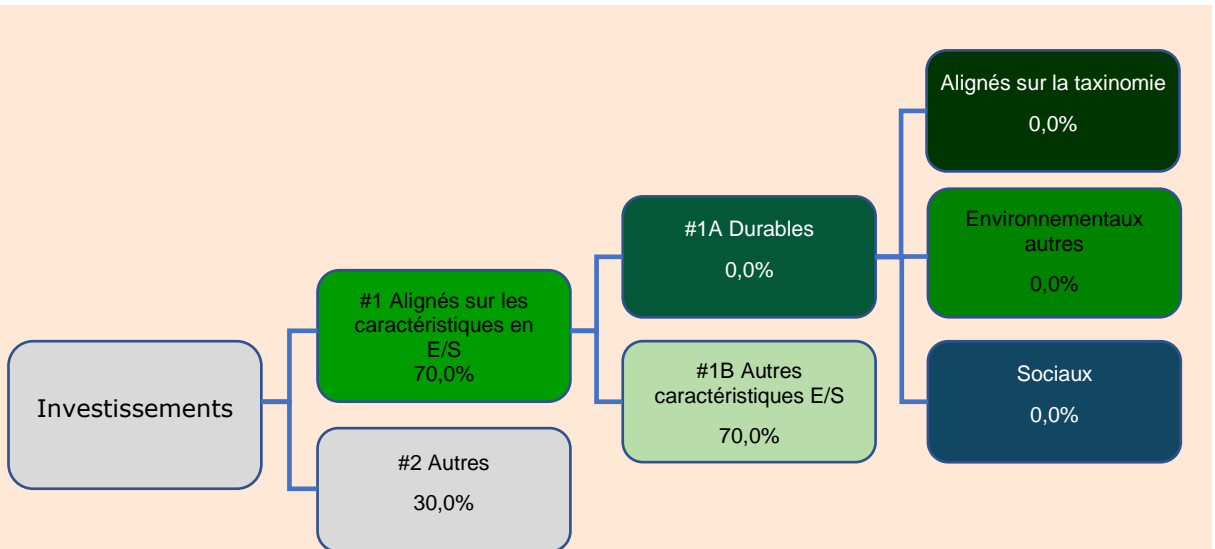 Investissements
#1 Alignés sur les
caractéristiques en
E/S
70,0%
#2 Autres
30,0%
#1A Durables
0,0%
#1B Autres
caractéristiques E/S
70,0%
Alignés sur la taxinomie
0,0%
Environnementaux
autres
0,0%
Sociaux
0,0%